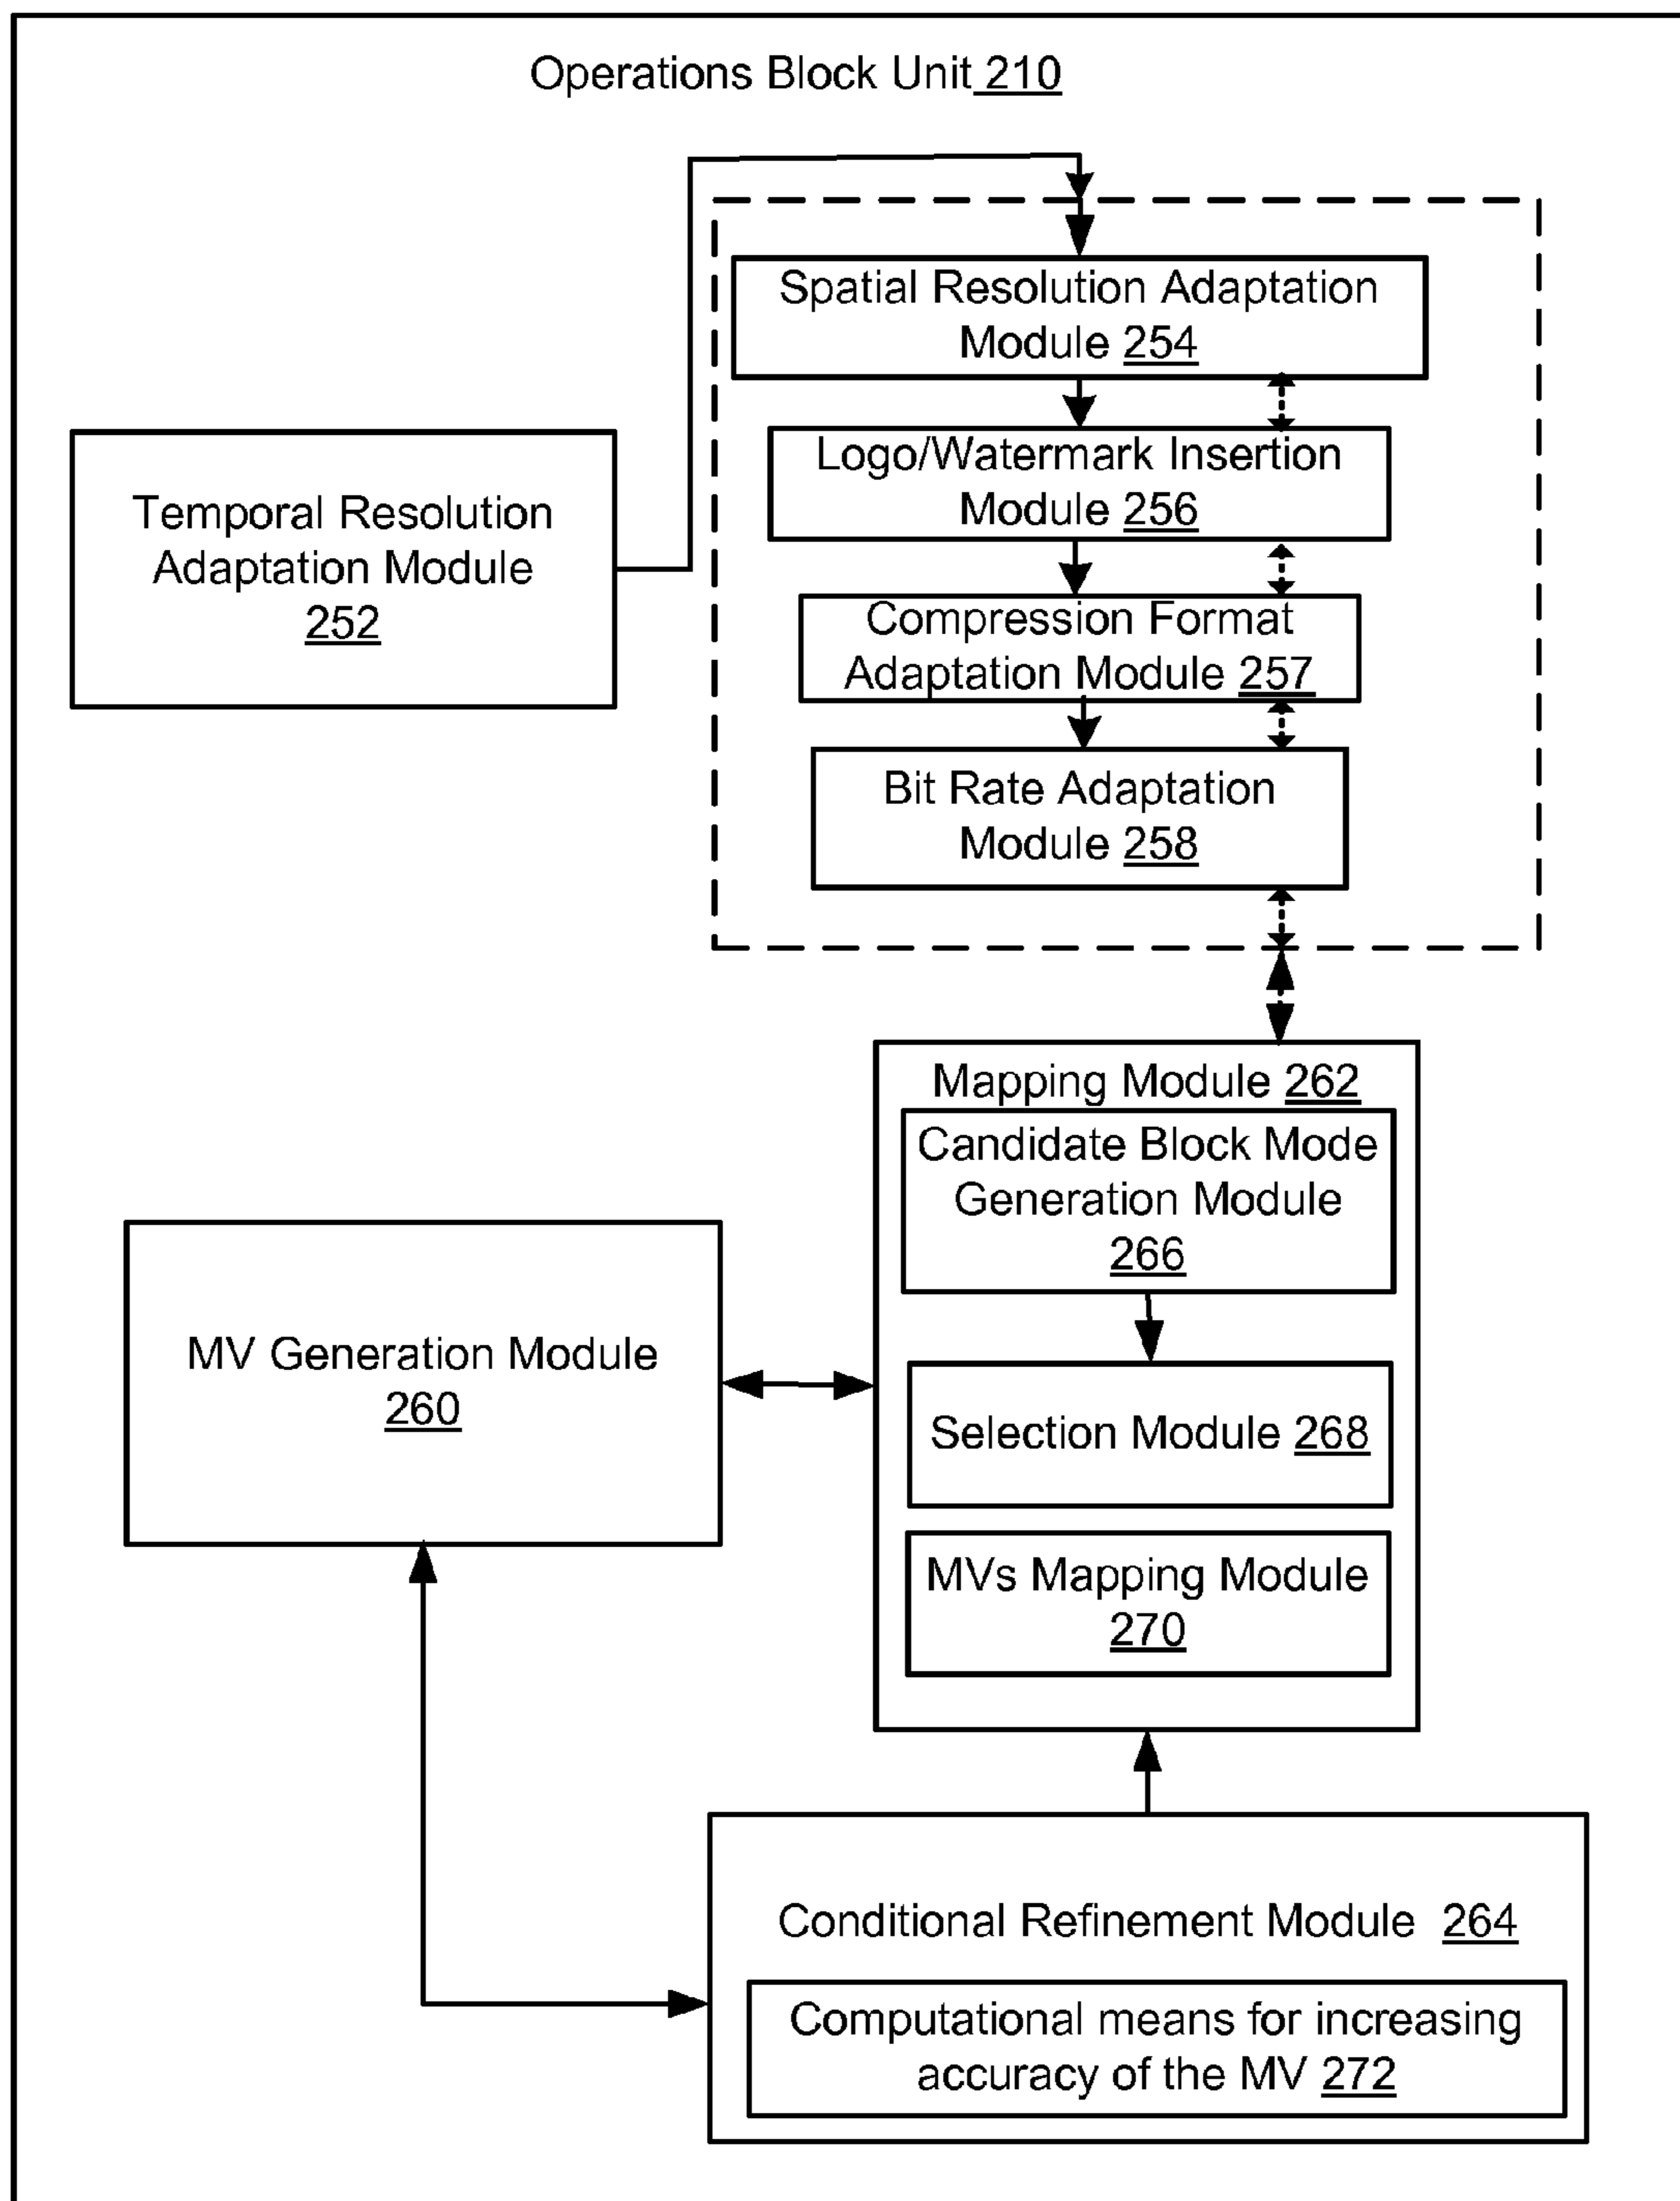 Operations Block Unit 210
Spatial Resolution Adaptation
Module 254
Logo/Watermark Insertion
Module 256
Temporal Resolution
Adaptation Module
252
Compression Format
Adaptation Module 257
Bit Rate Adaptation
Module 258
Mapping Module 262
Candidate Block Mode
Generation Module
266
MV Generation Module
260
Selection Module 268
MVs Mapping Module
270
Conditional Refinement Module 264
Computational means for increasing
accuracy of the MV 272